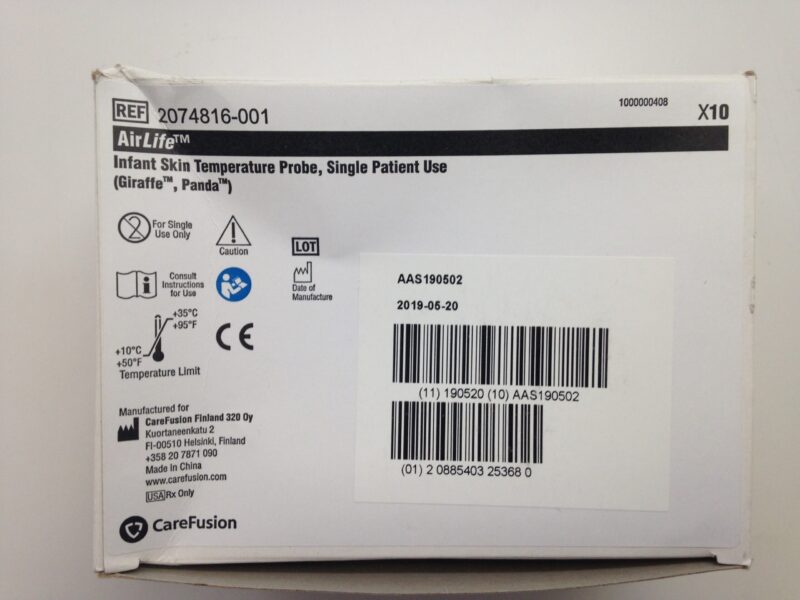 REF 2074816-001
1000000408
X10
AirLife™
Infant Skin Temperature Probe, Single Patient Use
(Giraffe™, Panda™)
2
For Single
Use Only
Caution
Consult
Instructions
for Use
LOT
Date of
Manufacture
+35°C
+95°F
+10°C
+50°F
Temperature Limit
CE
AAS190502
2019-05-20
(11) 190520 (10) AAS190502
(01) 2 0885403 25368 0
Manufactured for
CareFusion Finland 320 Oy
Kuortaneenkatu 2
FI-00510 Helsinki, Finland
+358 20 7871 090
Made in China
www.carefusion.com
USA Rx Only
CareFusion